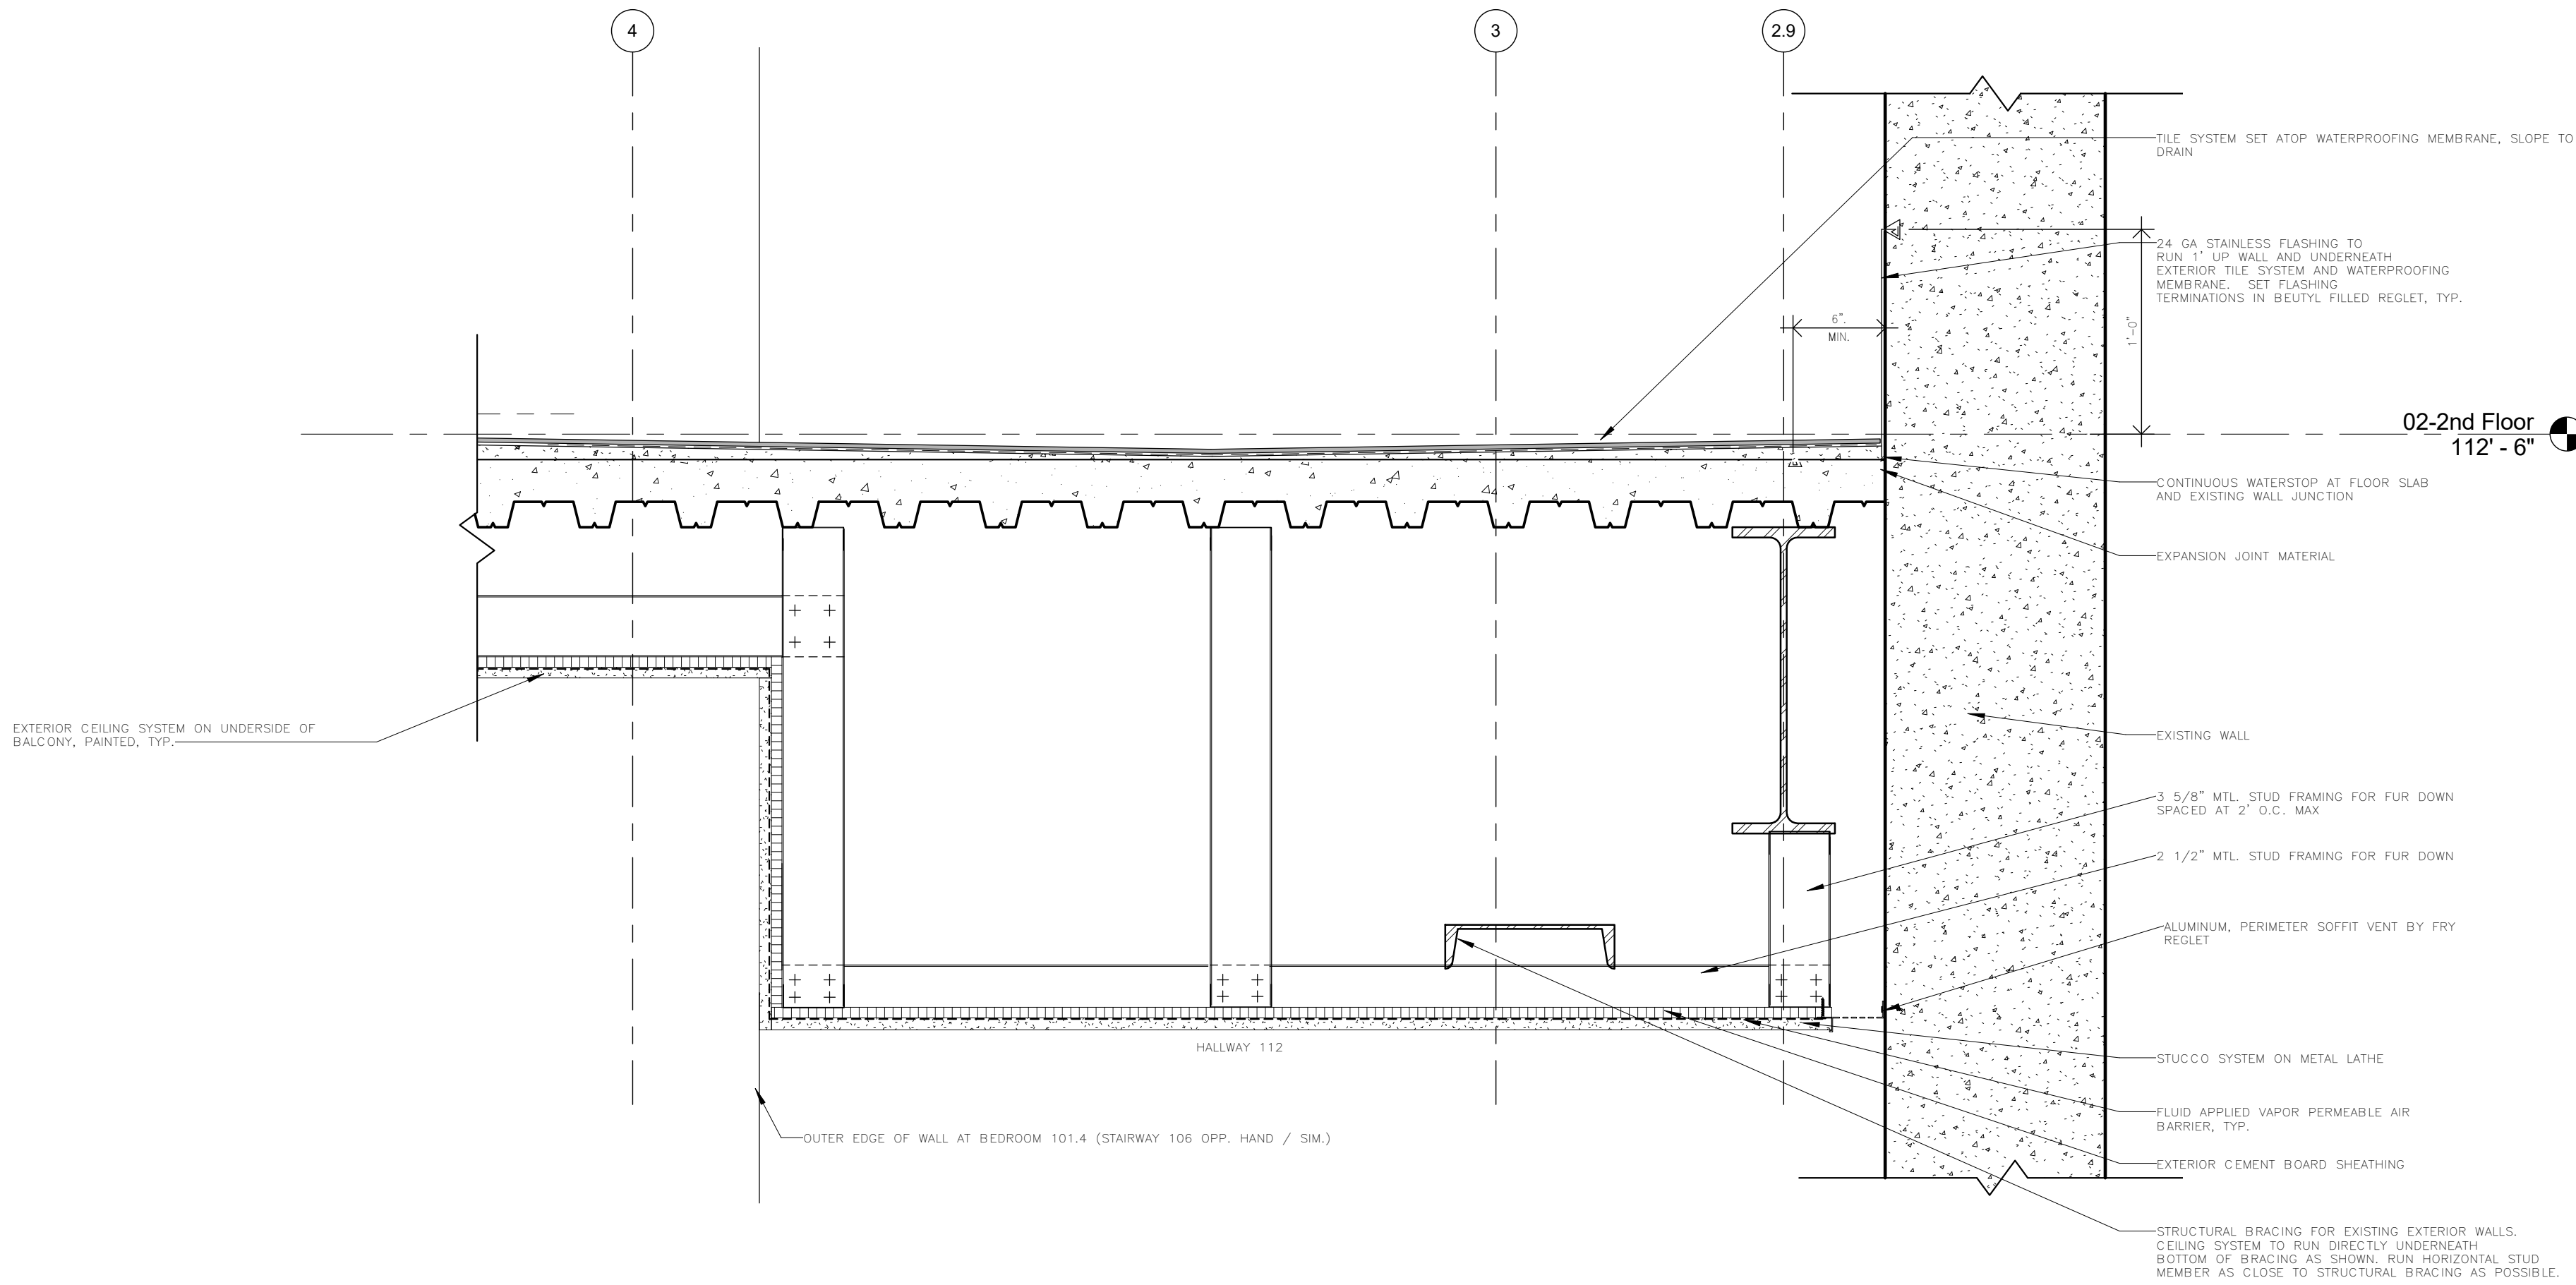 4
3
2.9
TILE SYSTEM SET ATOP WATERPROOFING MEMBRANE, SLOPE TO
DRAIN
24 GA STAINLESS FLASHING TO
RUN 1' UP WALL AND UNDERNEATH
EXTERIOR TILE SYSTEM AND WATERPROOFING
MEMBRANE. SET FLASHING
TERMINATIONS IN BEUTYL FILLED REGLET, TYP.
6".
MIN.
1'-0"
02-2nd Floor
112' - 6"
CONTINUOUS WATERSTOP AT FLOOR SLAB
AND EXISTING WALL JUNCTION
EXPANSION JOINT MATERIAL
EXTERIOR CEILING SYSTEM ON UNDERSIDE OF
BALCONY, PAINTED, TYP.
EXISTING WALL
3 5/8" MTL. STUD FRAMING FOR FUR DOWN
SPACED AT 2' O.C. MAX
2 1/2" MTL. STUD FRAMING FOR FUR DOWN
ALUMINUM, PERIMETER SOFFIT VENT BY FRY
REGLET
HALLWAY 112
STUCCO SYSTEM ON METAL LATHE
FLUID APPLIED VAPOR PERMEABLE AIR
BARRIER, TYP.
OUTER EDGE OF WALL AT BEDROOM 101.4 (STAIRWAY 106 OPP. HAND / SIM.)
EXTERIOR CEMENT BOARD SHEATHING
STRUCTURAL BRACING FOR EXISTING EXTERIOR WALLS.
CEILING SYSTEM TO RUN DIRECTLY UNDERNEATH
BOTTOM OF BRACING AS SHOWN. RUN HORIZONTAL STUD
MEMBER AS CLOSE TO STRUCTURAL BRACING AS POSSIBLE.